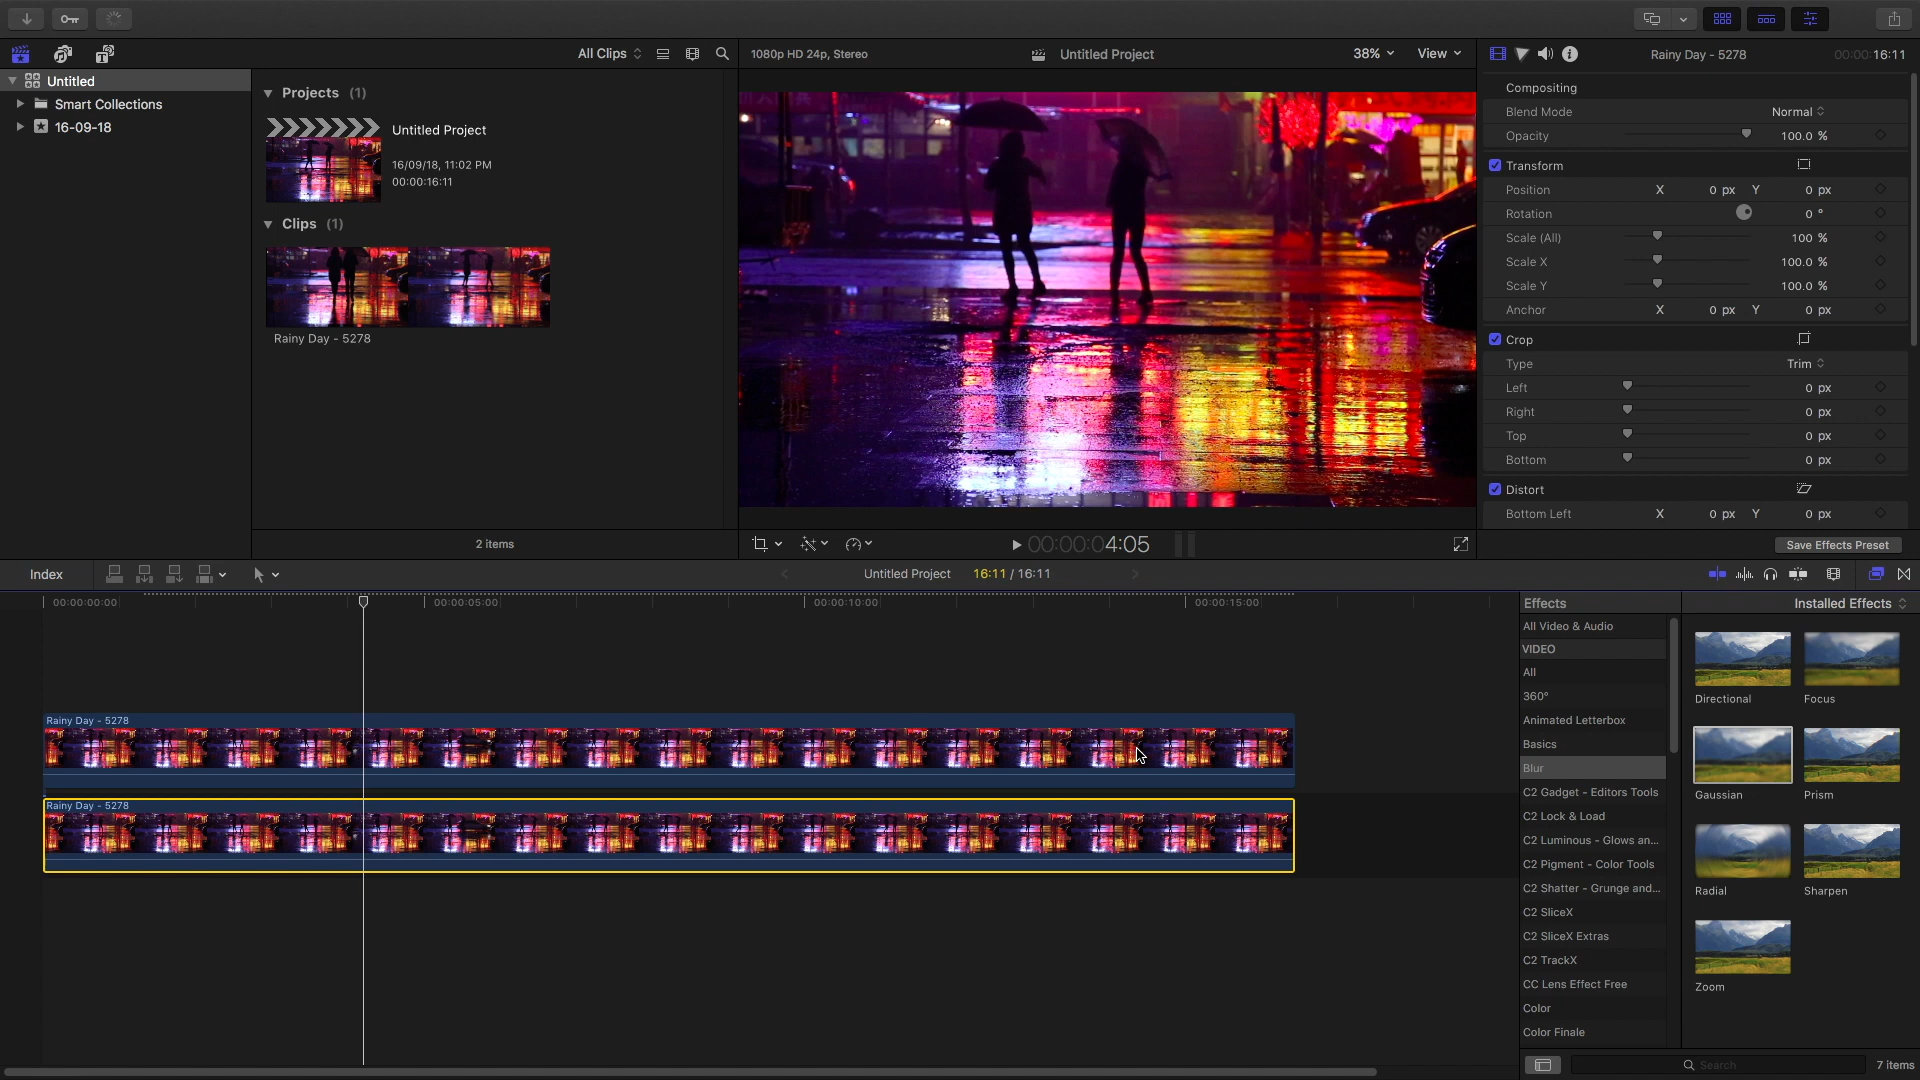 All Clips
1080p HD 24p, Stereo
Untitled Project
38%
View
Rainy Day - 5278
00:00:00:16:11
Untitled
Smart Collections
16-09-18
Projects (1)
Untitled Project
16/09/18, 11:02 PM
00:00:16:11
Clips (1)
Rainy Day - 5278
2 items
Compositing
Blend Mode Normal
Opacity 100.0 %
Transform
Position X 0 px Y 0 px
Rotation 0 °
Scale (All) 100 %
Scale X 100.0 %
Scale Y 100.0 %
Anchor X 0 px Y 0 px
Crop
Type Trim
Left 0 px
Right 0 px
Top 0 px
Bottom 0 px
Distort
Bottom Left X 0 px Y 0 px
Save Effects Preset
00:00:04:05
Index
Untitled Project 16:11 / 16:11
00:00:00:00
00:00:05:00
00:00:10:00
00:00:15:00
Rainy Day - 5278
Rainy Day - 5278
Effects
Installed Effects
All Video & Audio
VIDEO
All
360°
Animated Letterbox
Basics
Blur
C2 Gadget - Editors Tools
C2 Lock & Load
C2 Luminous - Glows an...
C2 Pigment - Color Tools
C2 Shatter - Grunge and...
C2 SliceX
C2 SliceX Extras
C2 TrackX
CC Lens Effect Free
Color
Color Finale
Directional
Focus
Gaussian
Prism
Radial
Sharpen
Zoom
Search
7 items